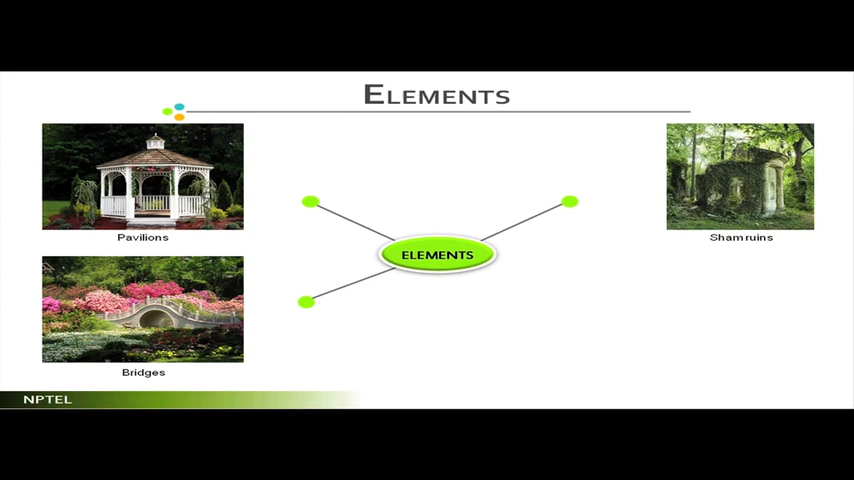 ELEMENTS
Pavilions
Shamruins
ELEMENTS
Bridges
NPTEL